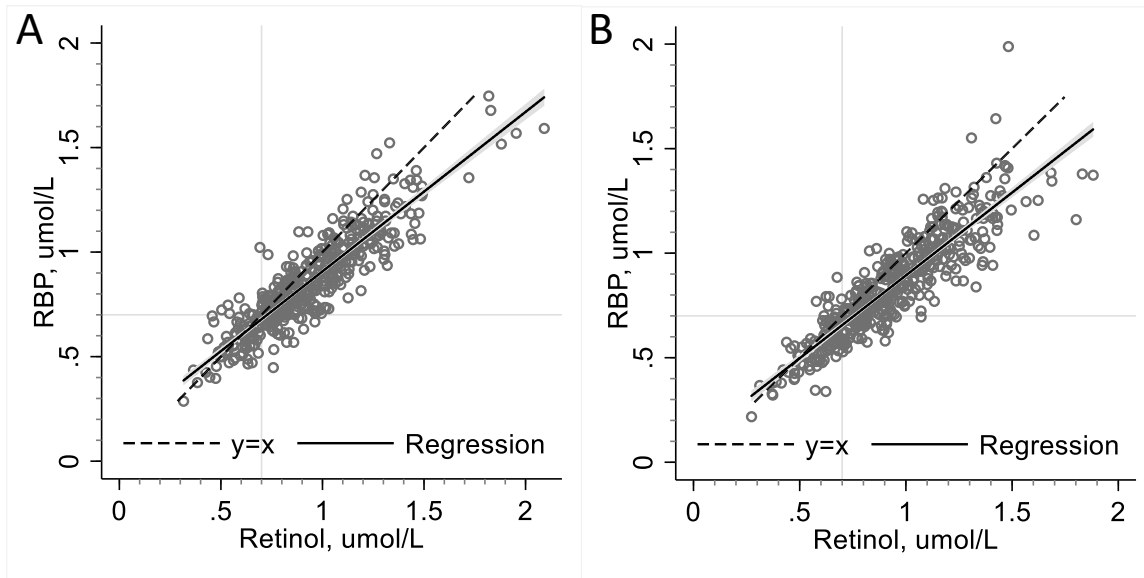 A
RBP, umol/L
2
1.5
1
.5
0
y=x
Regression
0
.5
1
1.5
2
Retinol, umol/L
B
RBP, umol/L
2
1.5
1
.5
0
y=x
Regression
0
.5
1
1.5
2
Retinol, umol/L